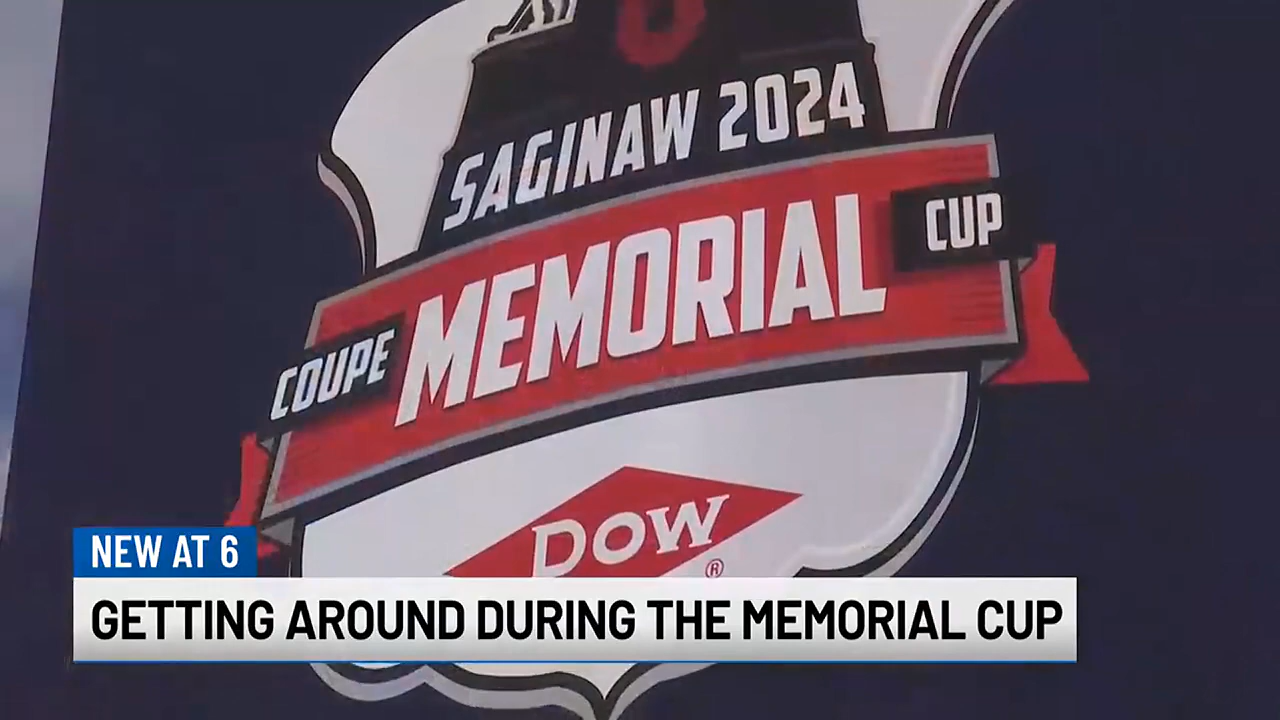 SAGINAW 2024
COUPE MEMORIAL CUP
Dow
®
NEW AT 6
GETTING AROUND DURING THE MEMORIAL CUP